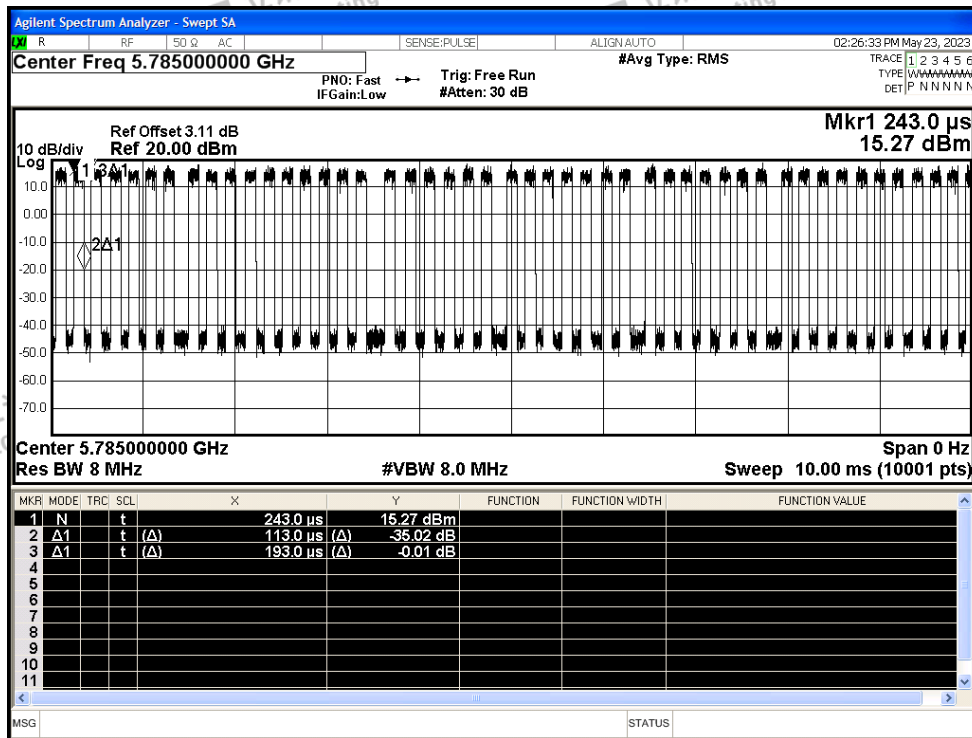 Agilent Spectrum Analyzer - Swept SA
LXI R RF 50 Ω AC SENSE:PULSE ALIGN AUTO 02:26:33 PM May 23, 2023
Center Freq 5.785000000 GHz #Avg Type: RMS TRACE 1 2 3 4 5 6
PNO: Fast Trig: Free Run TYPE WWWWWW
IFGain:Low #Atten: 30 dB DET P N N N N N
Mkr1 243.0 µs
Ref Offset 3.11 dB
10 dB/div Ref 20.00 dBm 15.27 dBm
Log
1 3Δ1
10.0
0.00
2Δ1
-10.0
-20.0
-30.0
-40.0
-50.0
-60.0
-70.0
Center 5.785000000 GHz Span 0 Hz
Res BW 8 MHz #VBW 8.0 MHz Sweep 10.00 ms (10001 pts)
MKR MODE TRC SCL X Y FUNCTION FUNCTION WIDTH FUNCTION VALUE
1 N t 243.0 µs 15.27 dBm
2 Δ1 t (Δ) 113.0 µs (Δ) -35.02 dB
3 Δ1 t (Δ) 193.0 µs (Δ) -0.01 dB
4
5
6
7
8
9
10
11
MSG STATUS